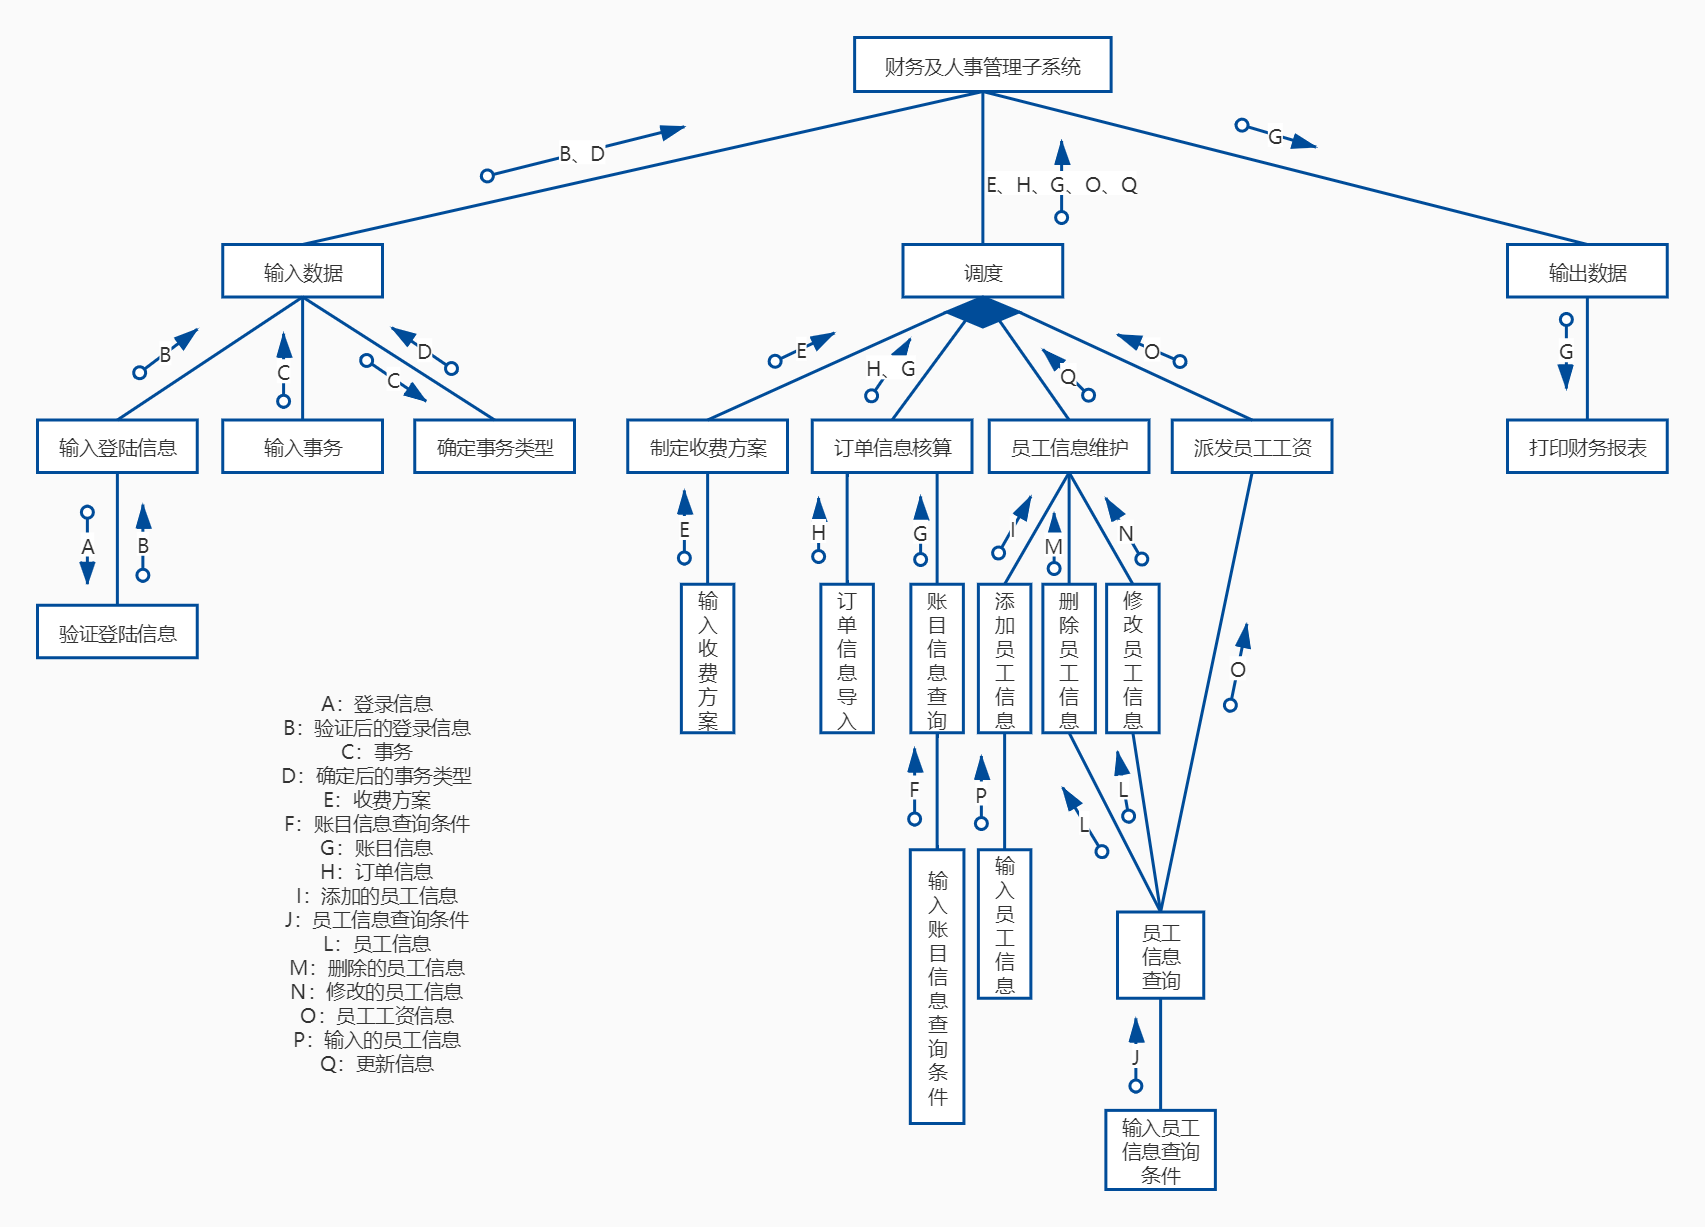 财务及人事管理子系统
B、D
G
E、H、G、O、Q
输入数据
调度
输出数据
B
C
D
C
E
H、G
Q
O
G
输入登陆信息
输入事务
确定事务类型
制定收费方案
订单信息核算
员工信息维护
派发员工工资
打印财务报表
A
B
E
H
G
I
M
N
验证登陆信息
输入收费方案
订单信息导入
账目信息查询
添加员工信息
删除员工信息
修改员工信息
O
F
P
L
L
输入账目信息查询条件
输入员工信息
员工
信息
查询
J
输入员工
信息查询
条件
A：登录信息
B：验证后的登录信息
C：事务
D：确定后的事务类型
E：收费方案
F：账目信息查询条件
G：账目信息
H：订单信息
I：添加的员工信息
J：员工信息查询条件
L：员工信息
M：删除的员工信息
N：修改的员工信息
O：员工工资信息
P：输入的员工信息
Q：更新信息